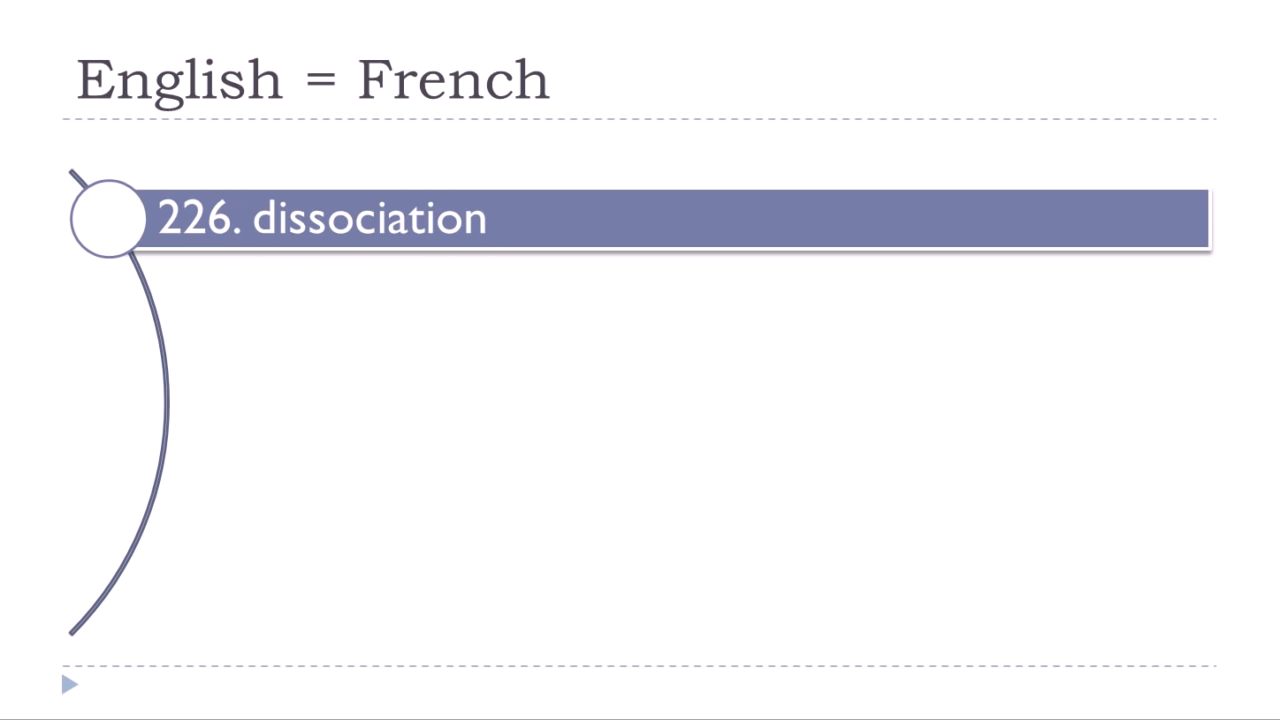 English = French
226. dissociation